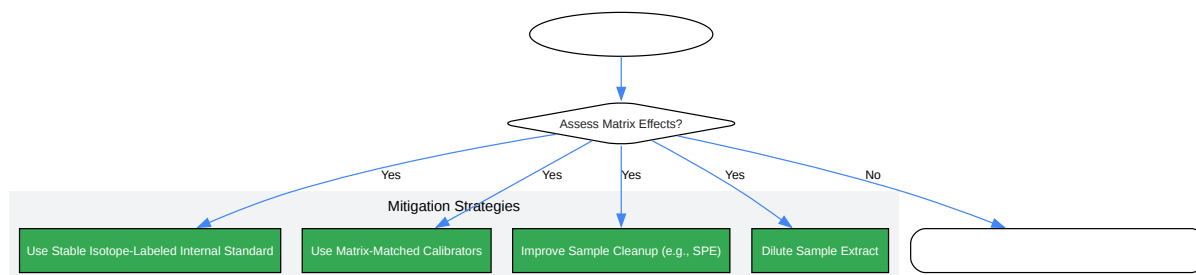 Assess Matrix Effects?
Yes
Yes
Yes
Yes
No
Mitigation Strategies
Use Stable Isotope-Labeled Internal Standard
Use Matrix-Matched Calibrators
Improve Sample Cleanup (e.g., SPE)
Dilute Sample Extract